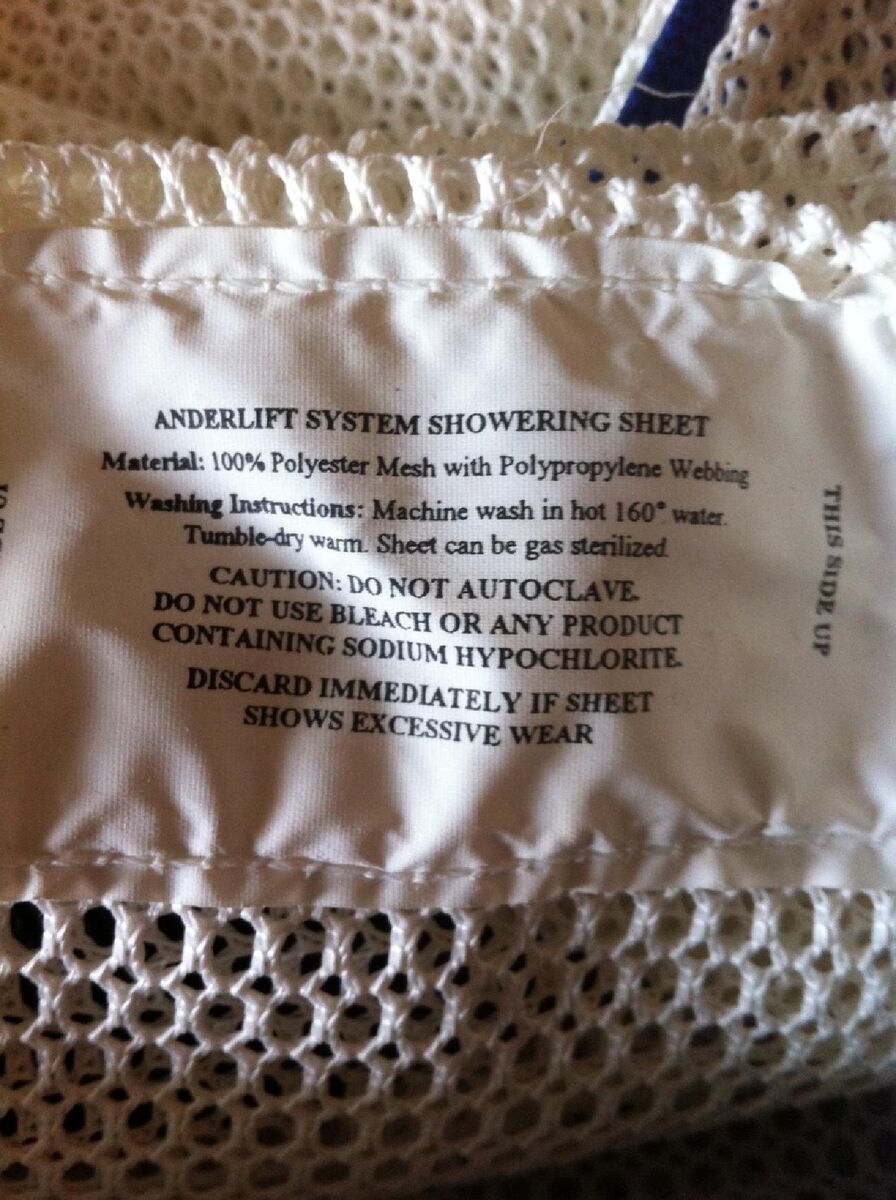 ANDERLIFT SYSTEM SHOWERING SHEET
Material: 100% Polyester Mesh with Polypropylene Webbing
Washing Instructions: Machine wash in hot 160° water.
Tumble-dry warm. Sheet can be gas sterilized.
CAUTION: DO NOT AUTOCLAVE.
DO NOT USE BLEACH OR ANY PRODUCT
CONTAINING SODIUM HYPOCHLORITE.
DISCARD IMMEDIATELY IF SHEET
SHOWS EXCESSIVE WEAR
THIS SIDE UP